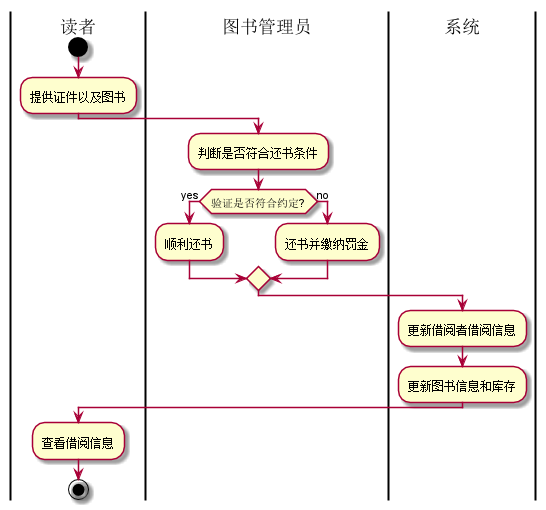 读者
图书管理员
系统
提供证件以及图书
判断是否符合还书条件
yes
验证是否符合约定?
no
顺利还书
还书并缴纳罚金
更新借阅者借阅信息
更新图书信息和库存
查看借阅信息